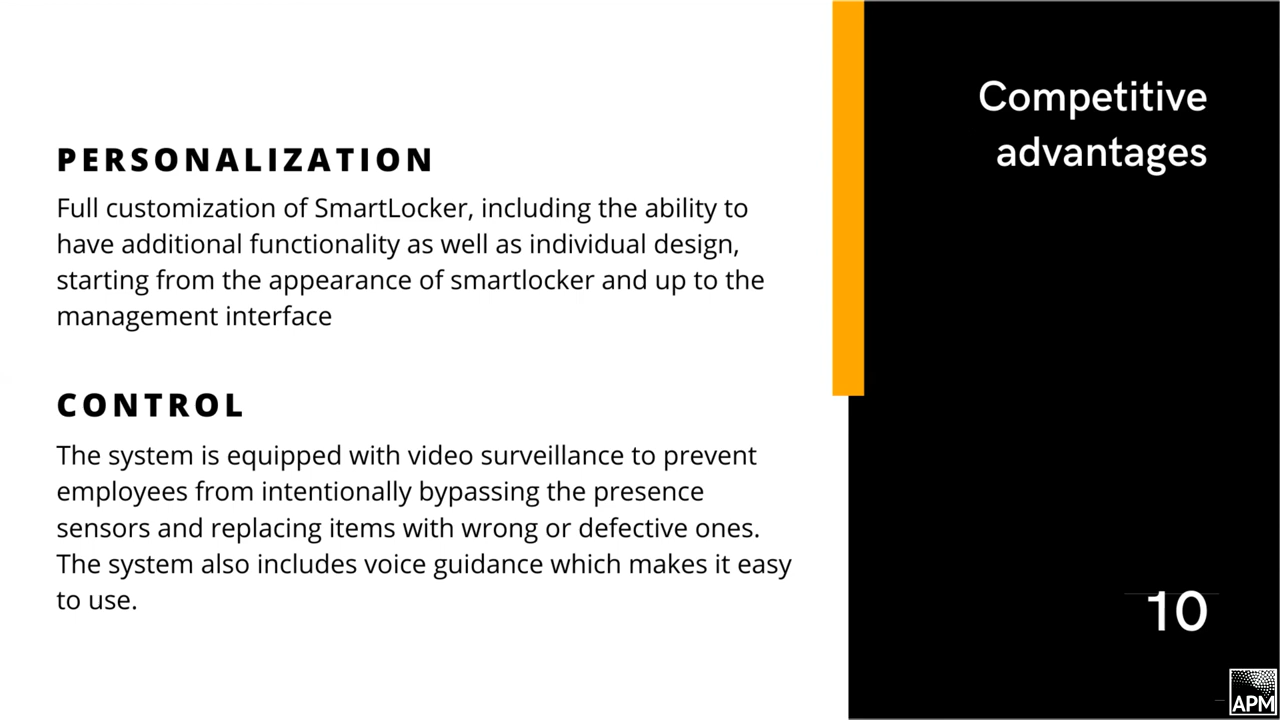 PERSONALIZATION
Full customization of SmartLocker, including the ability to
have additional functionality as well as individual design,
starting from the appearance of smartlocker and up to the
management interface
CONTROL
The system is equipped with video surveillance to prevent
employees from intentionally bypassing the presence
sensors and replacing items with wrong or defective ones.
The system also includes voice guidance which makes it easy
to use.
Competitive
advantages
10
APM